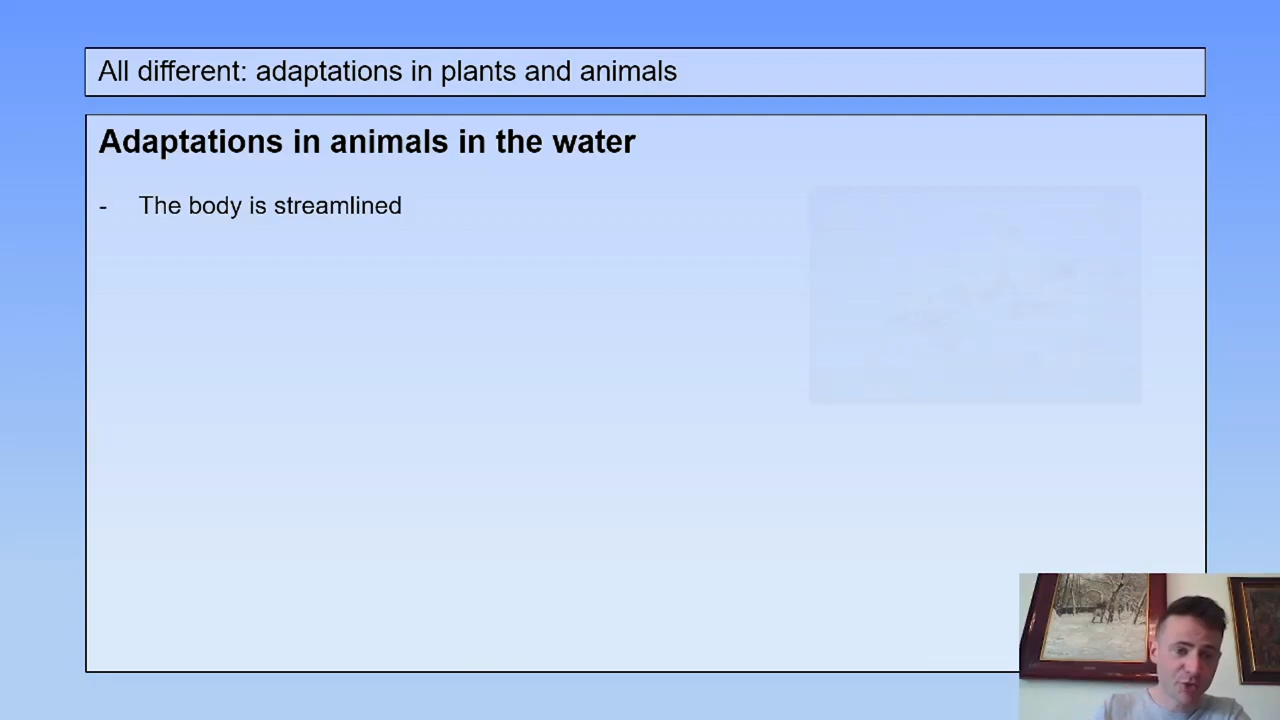 All different: adaptations in plants and animals
Adaptations in animals in the water
- The body is streamlined